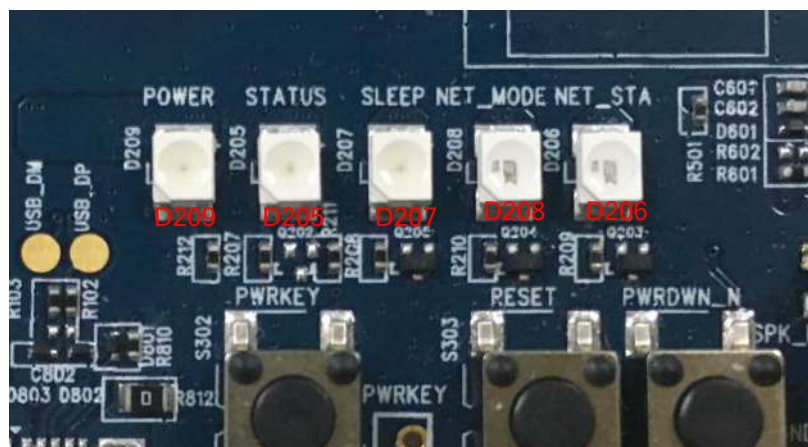 POWER STATUS SLEEP NET_MODE NET_STA
C601
C602
D601
R602
R601
R501
D209 D205 D207 D208 D206
USB_DM USB_DP
D209 D205 D207 D208 D206
R211
Q202 Q205 Q204 Q203
R212 R207 R208 R210 R209
R103 R102
PWRKEY RESET PWRDWN_N
S302 S303
D801 R810
SPK_
C802
D803 D802
0
R812
PWRKEY